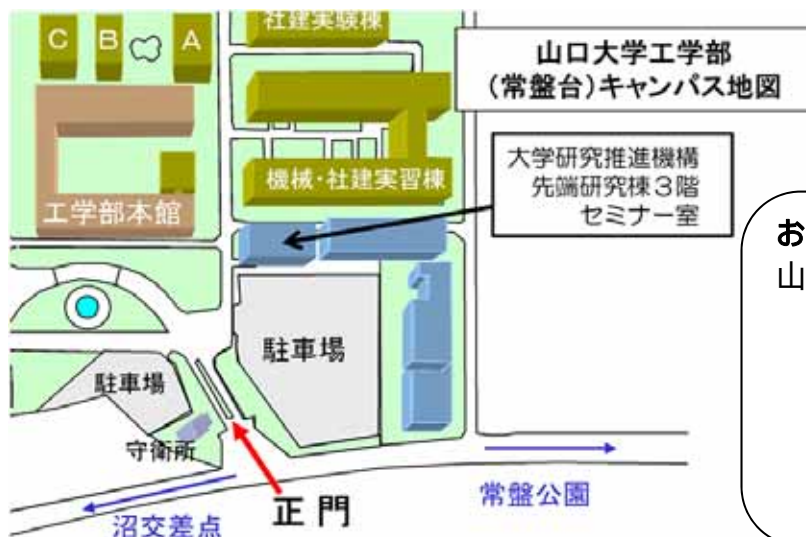 社建実験棟
C B A
山口大学工学部
(常盤台)キャンパス地図
大学研究推進機構
先端研究棟3階
セミナー室
機械・社建実習棟
工学部本館
お
山
駐車場
駐車場
守衛所
正門
常盤公園
沼交差点